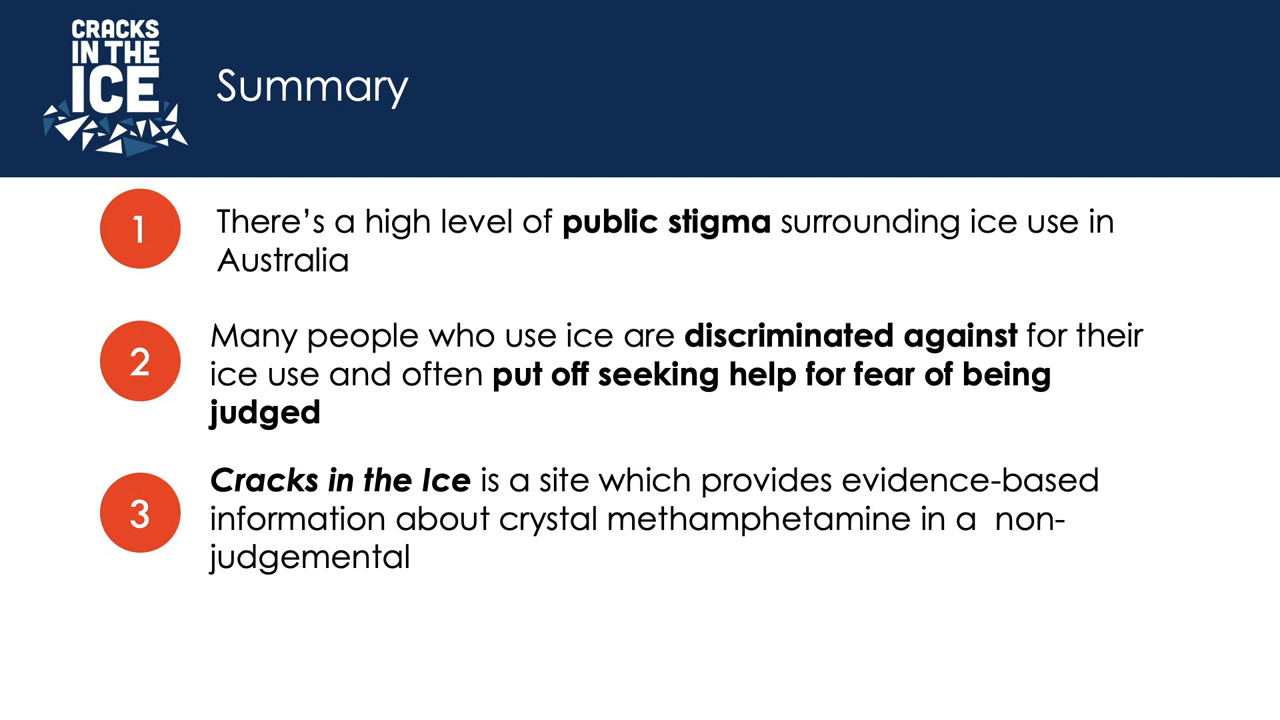 CRACKS
IN THE
ICE
Summary
1
There’s a high level of public stigma surrounding ice use in
Australia
2
Many people who use ice are discriminated against for their
ice use and often put off seeking help for fear of being
judged
3
Cracks in the Ice is a site which provides evidence-based
information about crystal methamphetamine in a  non-
judgemental